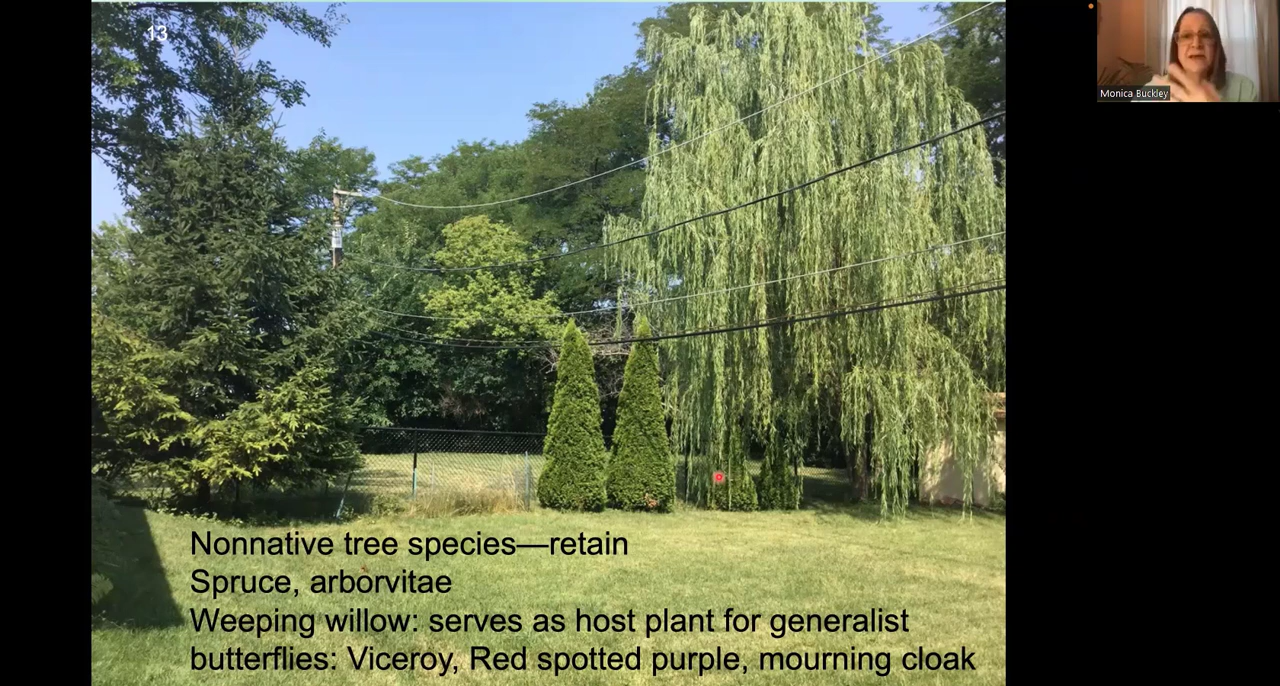 13
Monica Buckley
Nonnative tree species—retain
Spruce, arborvitae
Weeping willow: serves as host plant for generalist
butterflies: Viceroy, Red spotted purple, mourning cloak